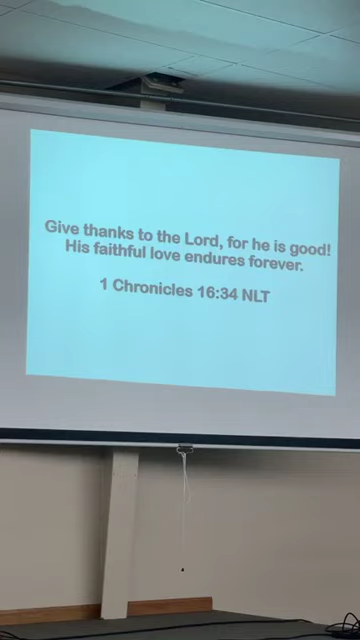 Give thanks to the Lord, for he is good!
His faithful love endures forever.
1 Chronicles 16:34 NLT